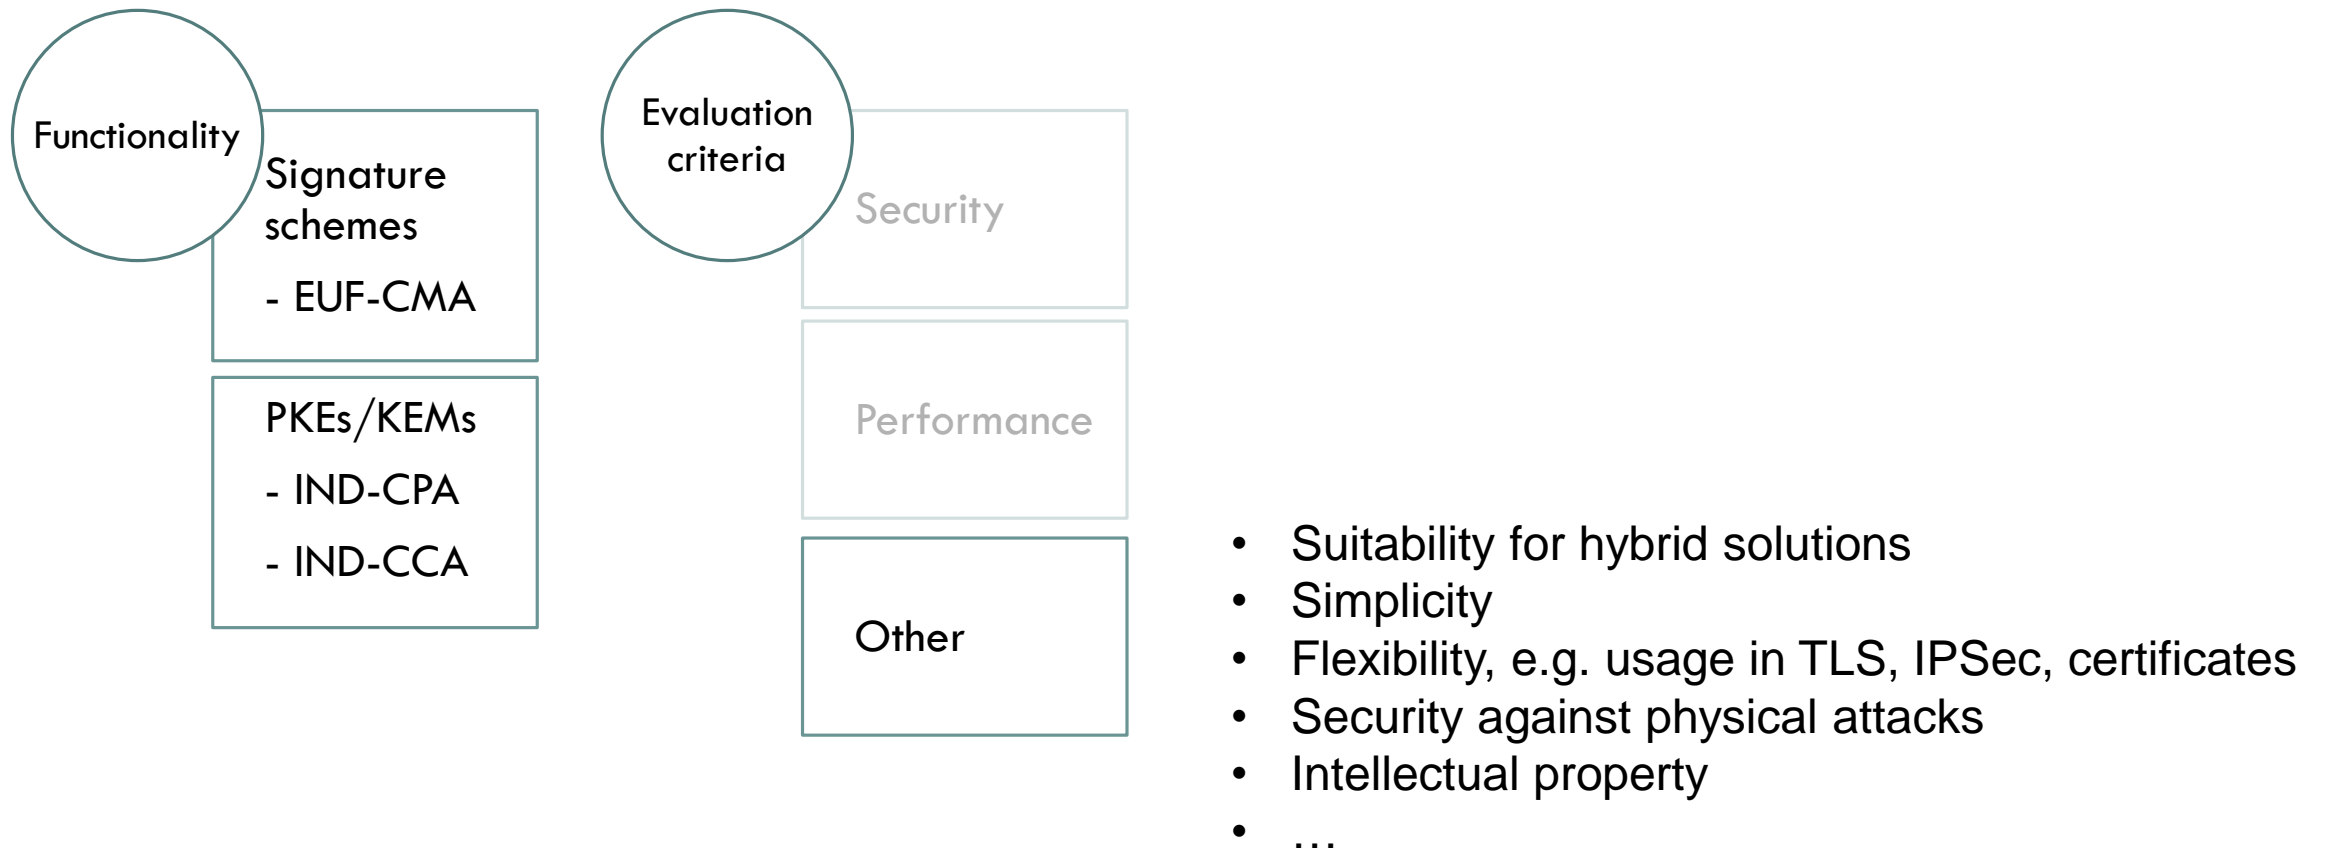 Functionality
Signature
schemes
- EUF-CMA
PKEs/KEMs
- IND-CPA
- IND-CCA
Evaluation
criteria
Security
Performance
Other
• Suitability for hybrid solutions
• Simplicity
• Flexibility, e.g. usage in TLS, IPSec, certificates
• Security against physical attacks
• Intellectual property
• …